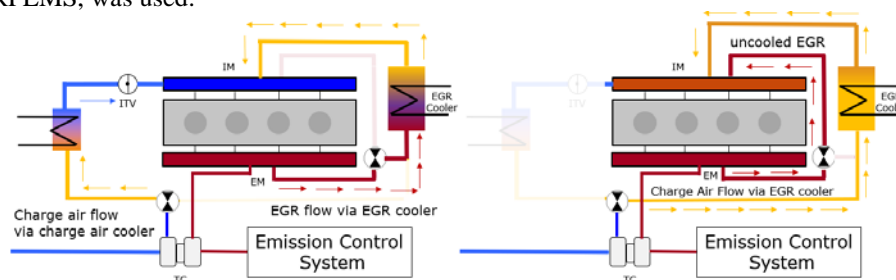 EMS, was used.
IM
ITV
EGR
Cooler
EM
Charge air flow
via charge air cooler
EGR flow via EGR cooler
Emission Control
System
TC
uncooled EGR
IM
ITV
EM
Charge Air Flow via EGR cooler
Emission Control
System
TC